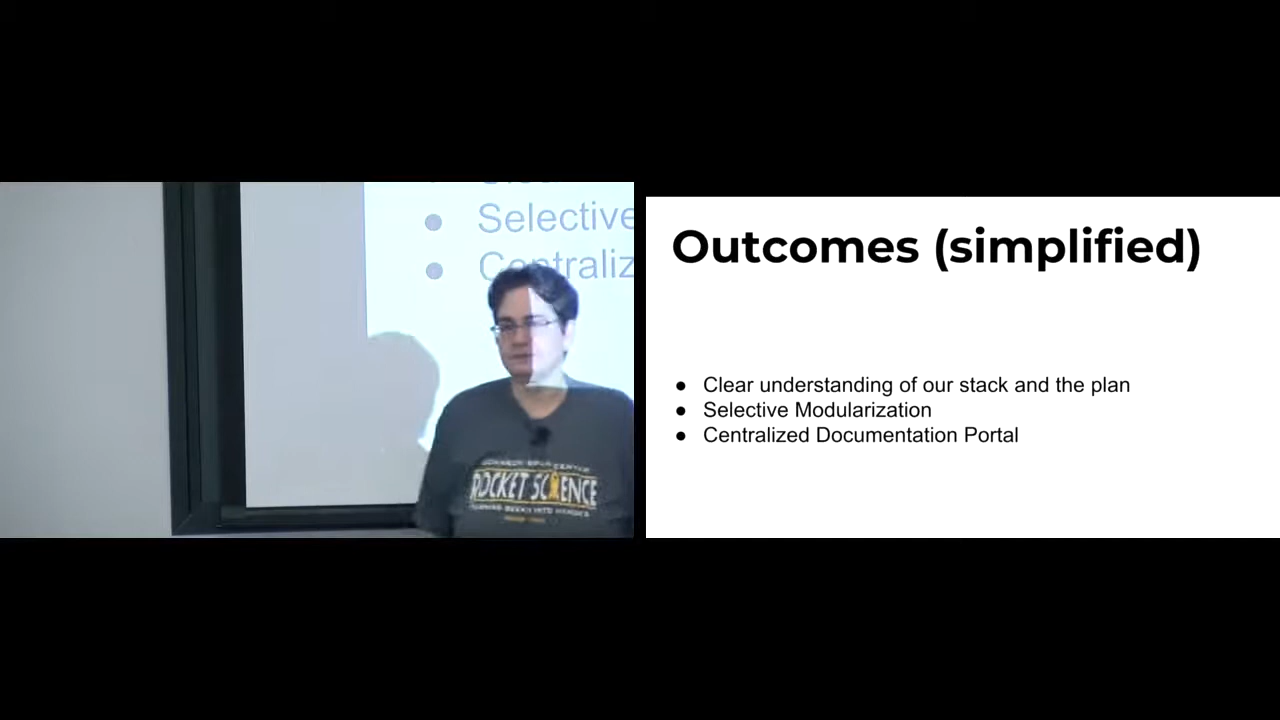 Selective
Centraliz
ROCKET SCIENCE
Outcomes (simplified)
● Clear understanding of our stack and the plan
● Selective Modularization
● Centralized Documentation Portal